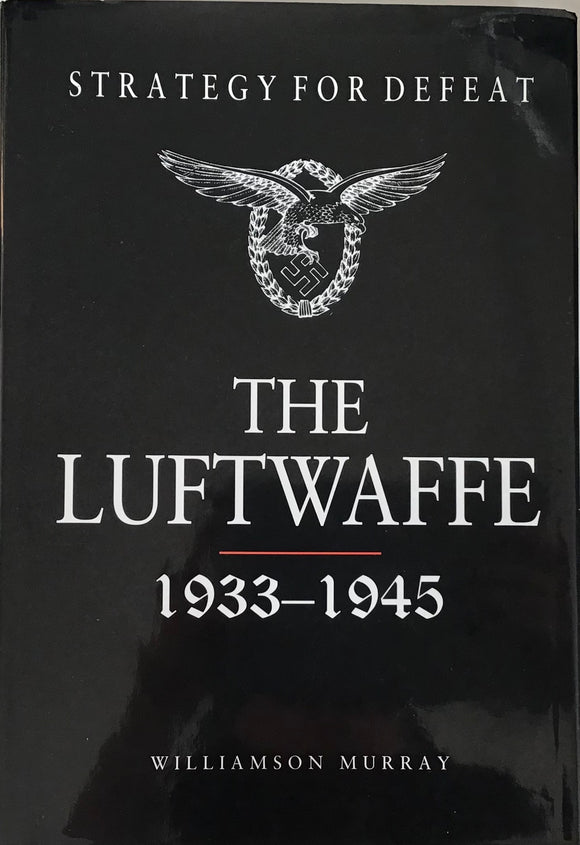 STRATEGY FOR DEFEAT
THE
LUFTWAFFE
1933–1945
WILLIAMSON MURRAY